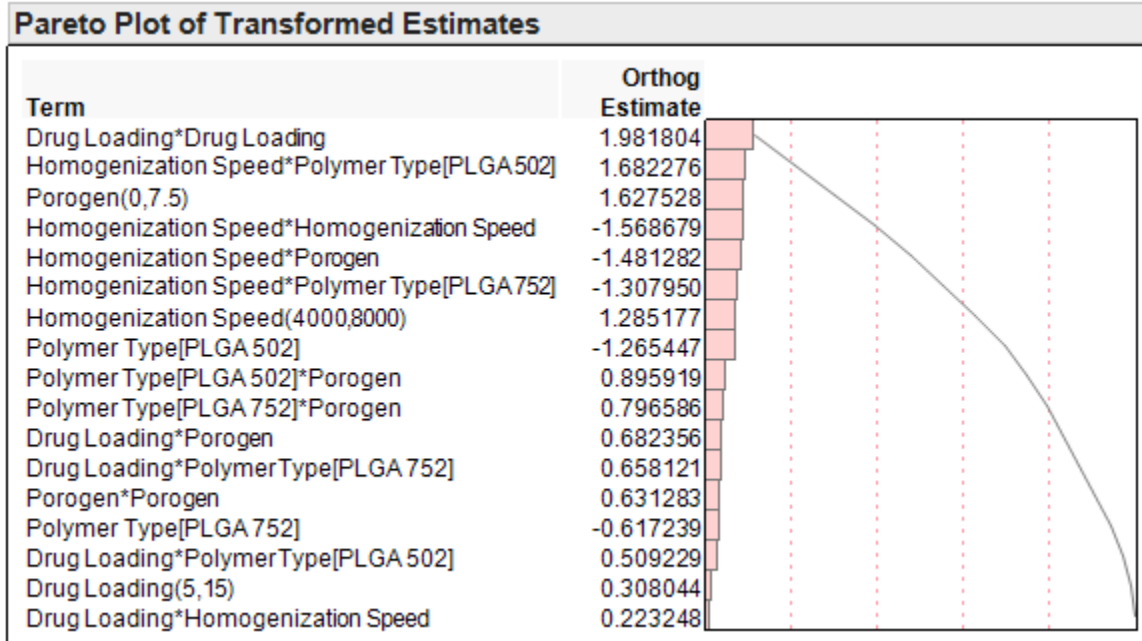 Pareto Plot of Transformed Estimates
Orthog
Term Estimate
Drug Loading*Drug Loading 1.981804
Homogenization Speed*Polymer Type[PLGA 502] 1.682276
Porogen(0,7.5) 1.627528
Homogenization Speed*Homogenization Speed -1.568679
Homogenization Speed*Porogen -1.481282
Homogenization Speed*Polymer Type[PLGA 752] -1.307950
Homogenization Speed(4000,8000) 1.285177
Polymer Type[PLGA 502] -1.265447
Polymer Type[PLGA 502]*Porogen 0.895919
Polymer Type[PLGA 752]*Porogen 0.796586
Drug Loading*Porogen 0.682356
Drug Loading*Polymer Type[PLGA 752] 0.658121
Porogen*Porogen 0.631283
Polymer Type[PLGA 752] -0.617239
Drug Loading*Polymer Type[PLGA 502] 0.509229
Drug Loading(5,15) 0.308044
Drug Loading*Homogenization Speed 0.223248